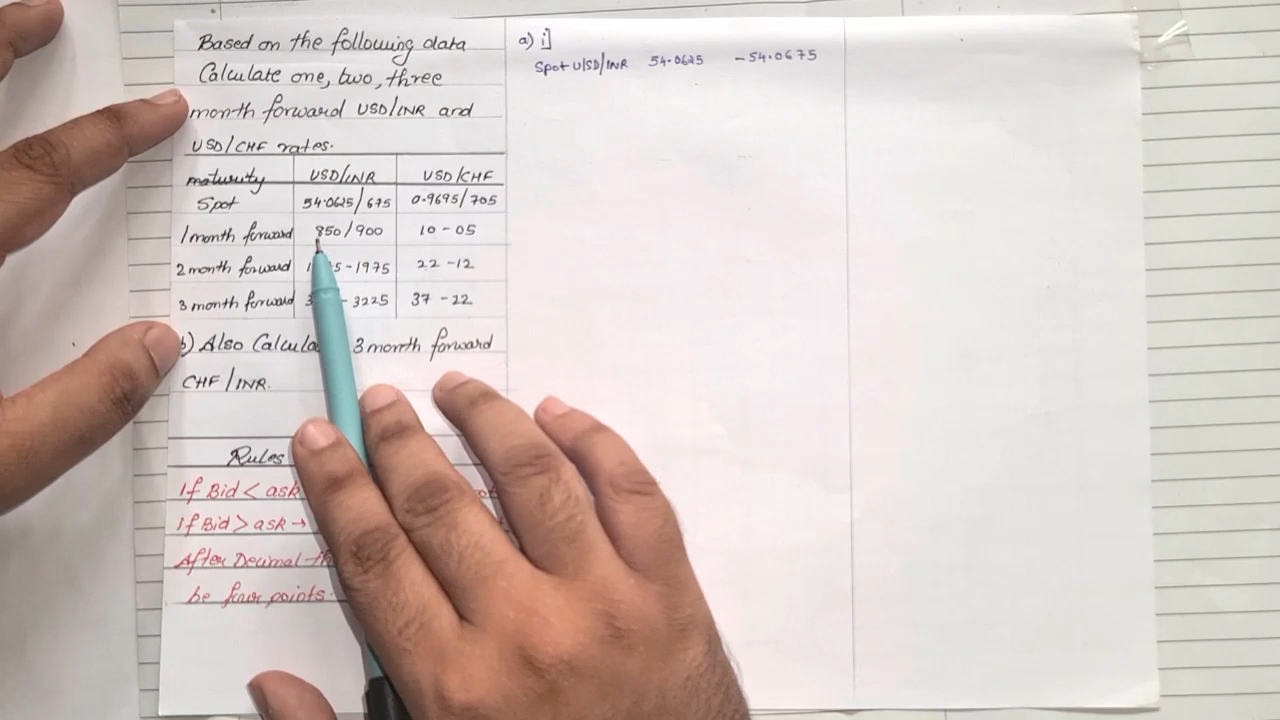 Based on the following data
Calculate one, two, three
month forward USD/INR and
USD/CHF rates.
maturity USD/INR USD/CHF
Spot 54.0625/675 0.9695/705
1 month forward 850/900 10-05
2 month forward 5-1975 22-12
3 month forward 3 - 3225 37-22
b) Also Calcula 3 month forward
CHF/INR.
Rules
If Bid < ask
If Bid > ask →
After Decimal th
be four points.
a) i]
Spot USD/INR 54.0625 - 54.0675